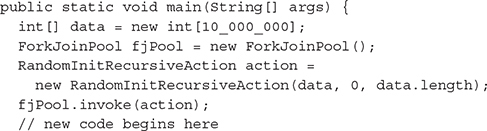 public static void main(String[] args) {
  int[] data = new int[10_000_000];
  ForkJoinPool fjPool = new ForkJoinPool();
  RandomInitRecursiveAction action =
    new RandomInitRecursiveAction(data, 0, data.length);
  fjPool.invoke(action);
  // new code begins here